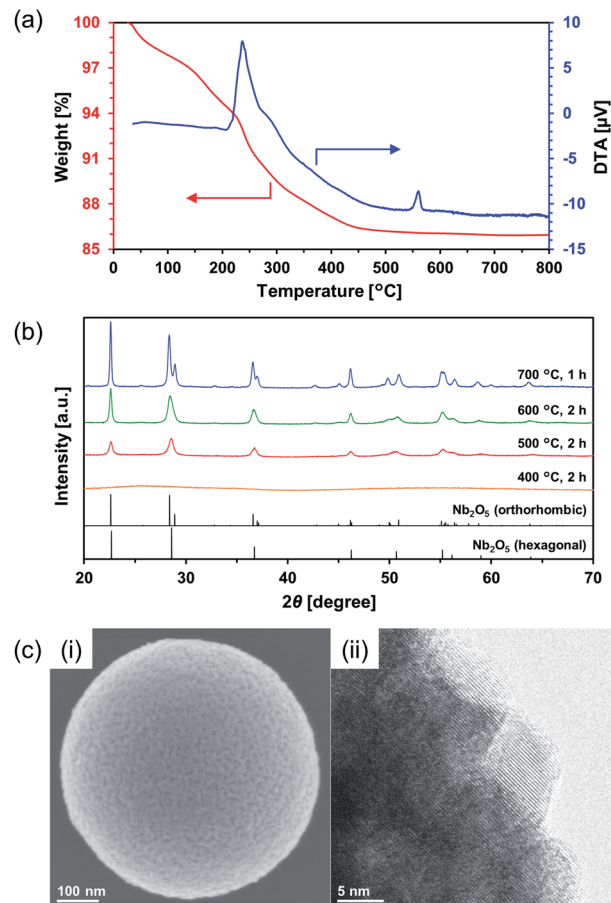 (a)
100
97
94
91
88
85
Weight [%]
10
5
0
-5
-10
-15
DTA [µV]
0 100 200 300 400 500 600 700 800
Temperature [°C]
(b)
Intensity [a.u.]
700 °C, 1 h
600 °C, 2 h
500 °C, 2 h
400 °C, 2 h
Nb₂O₅ (orthorhombic)
Nb₂O₅ (hexagonal)
20 30 40 50 60 70
2θ [degree]
(c) (i) (ii)
100 nm
5 nm